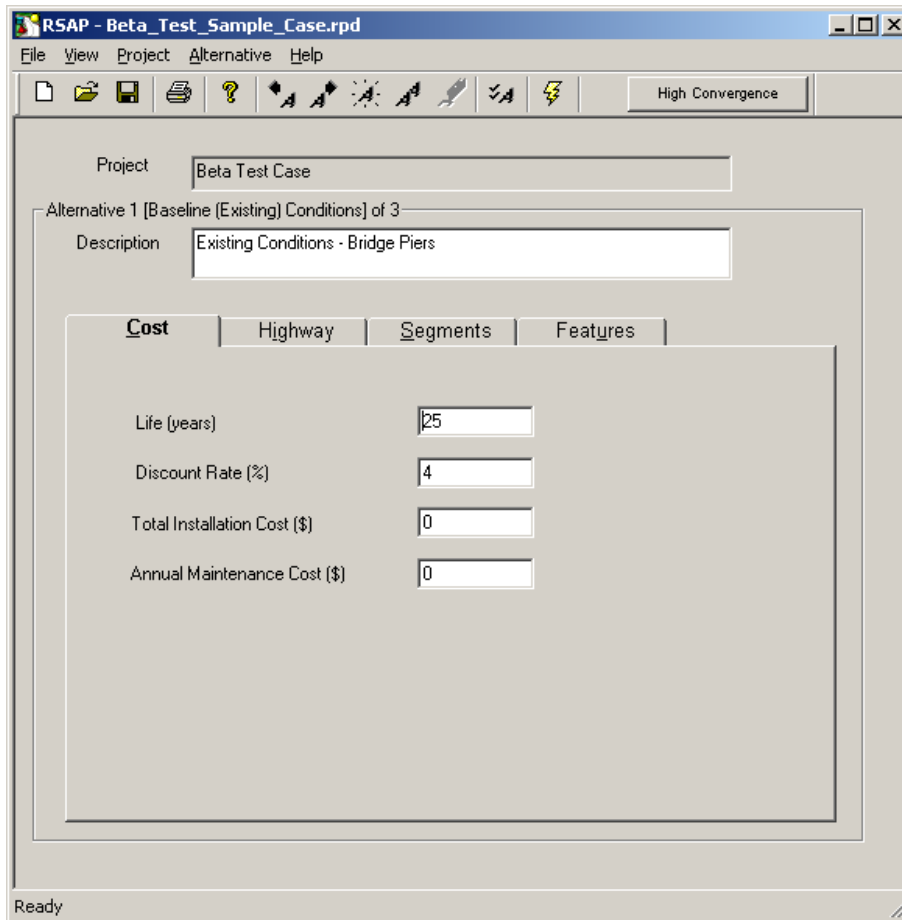 RSAP - Beta_Test_Sample_Case.rpd
File View Project Alternative Help
High Convergence
Project Beta Test Case
Alternative 1 [Baseline (Existing) Conditions] of 3
Description Existing Conditions - Bridge Piers
Cost Highway Segments Features
Life (years) 25
Discount Rate (%) 4
Total Installation Cost ($) 0
Annual Maintenance Cost ($) 0
Ready